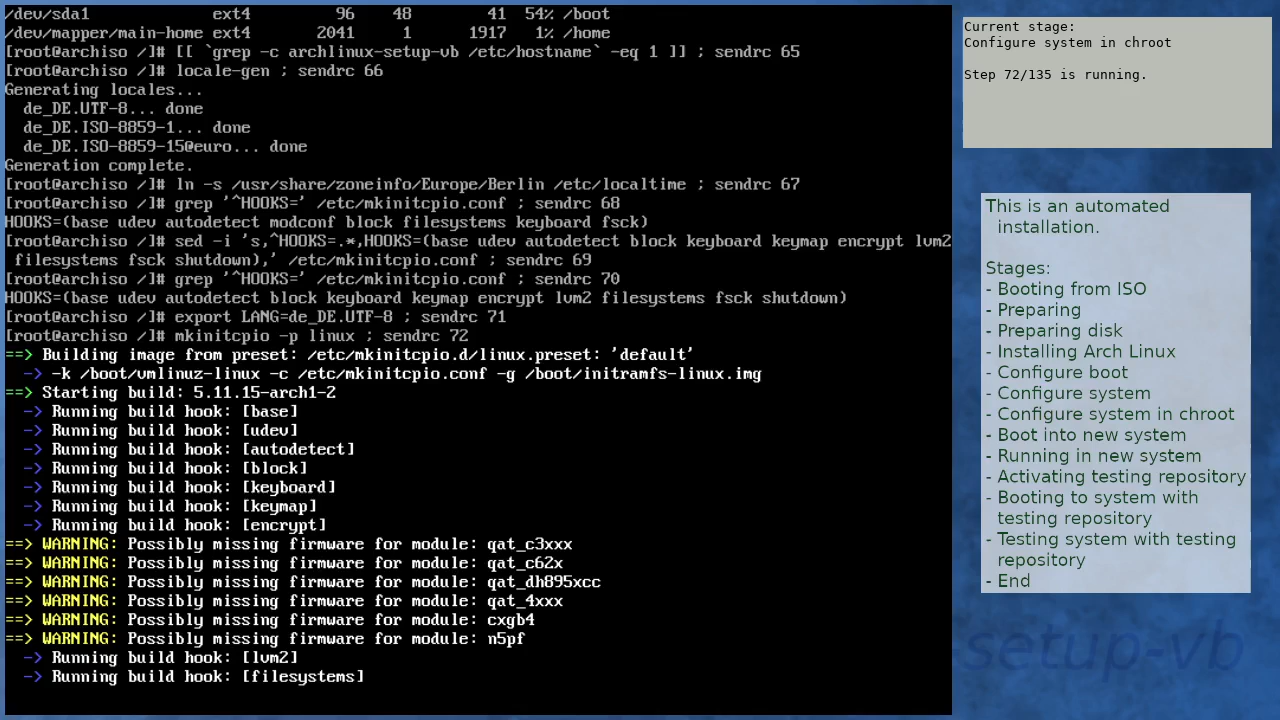 /dev/sda1             ext4        96    48        41  54% /boot
/dev/mapper/main-home ext4      2041     1      1917   1% /home
[root@archiso /]# [[ `grep -c archlinux-setup-vb /etc/hostname` -eq 1 ]] ; sendrc 65
[root@archiso /]# locale-gen ; sendrc 66
Generating locales...
  de_DE.UTF-8... done
  de_DE.ISO-8859-1... done
  de_DE.ISO-8859-15@euro... done
Generation complete.
[root@archiso /]# ln -s /usr/share/zoneinfo/Europe/Berlin /etc/localtime ; sendrc 67
[root@archiso /]# grep '^HOOKS=' /etc/mkinitcpio.conf ; sendrc 68
HOOKS=(base udev autodetect modconf block filesystems keyboard fsck)
[root@archiso /]# sed -i 's,^HOOKS=.*,HOOKS=(base udev autodetect block keyboard keymap encrypt lvm2
 filesystems fsck shutdown),' /etc/mkinitcpio.conf ; sendrc 69
[root@archiso /]# grep '^HOOKS=' /etc/mkinitcpio.conf ; sendrc 70
HOOKS=(base udev autodetect block keyboard keymap encrypt lvm2 filesystems fsck shutdown)
[root@archiso /]# export LANG=de_DE.UTF-8 ; sendrc 71
[root@archiso /]# mkinitcpio -p linux ; sendrc 72
==> Building image from preset: /etc/mkinitcpio.d/linux.preset: 'default'
  -> -k /boot/vmlinuz-linux -c /etc/mkinitcpio.conf -g /boot/initramfs-linux.img
==> Starting build: 5.11.15-arch1-2
  -> Running build hook: [base]
  -> Running build hook: [udev]
  -> Running build hook: [autodetect]
  -> Running build hook: [block]
  -> Running build hook: [keyboard]
  -> Running build hook: [keymap]
  -> Running build hook: [encrypt]
==> WARNING: Possibly missing firmware for module: qat_c3xxx
==> WARNING: Possibly missing firmware for module: qat_c62x
==> WARNING: Possibly missing firmware for module: qat_dh895xcc
==> WARNING: Possibly missing firmware for module: qat_4xxx
==> WARNING: Possibly missing firmware for module: cxgb4
==> WARNING: Possibly missing firmware for module: n5pf
  -> Running build hook: [lvm2]
  -> Running build hook: [filesystems]
Current stage:
Configure system in chroot
Step 72/135 is running.
This is an automated
installation.
Stages:
- Booting from ISO
- Preparing
- Preparing disk
- Installing Arch Linux
- Configure boot
- Configure system
- Configure system in chroot
- Boot into new system
- Running in new system
- Activating testing repository
- Booting to system with
testing repository
- Testing system with testing
repository
- End
setup-vb